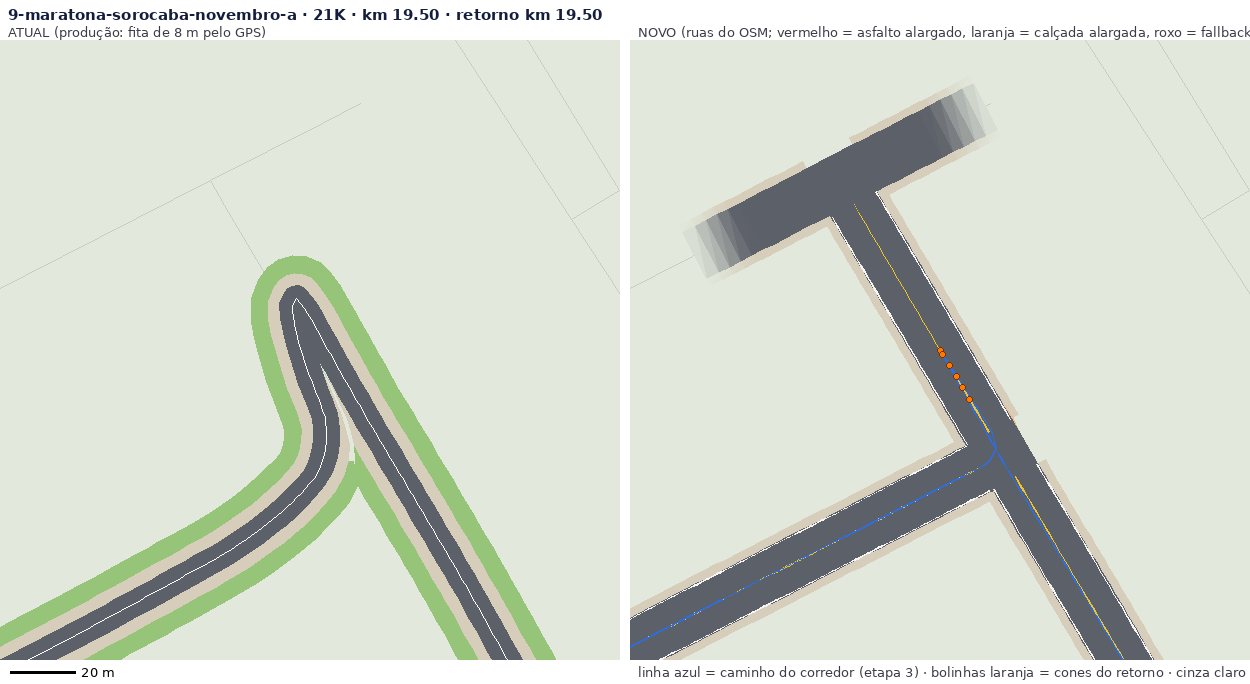 9-maratona-sorocaba-novembro-a · 21K · km 19.50 · retorno km 19.50
ATUAL (produção: fita de 8 m pelo GPS)
NOVO (ruas do OSM; vermelho = asfalto alargado, laranja = calçada alargada, roxo = fallback
20 m
linha azul = caminho do corredor (etapa 3) · bolinhas laranja = cones do retorno · cinza claro